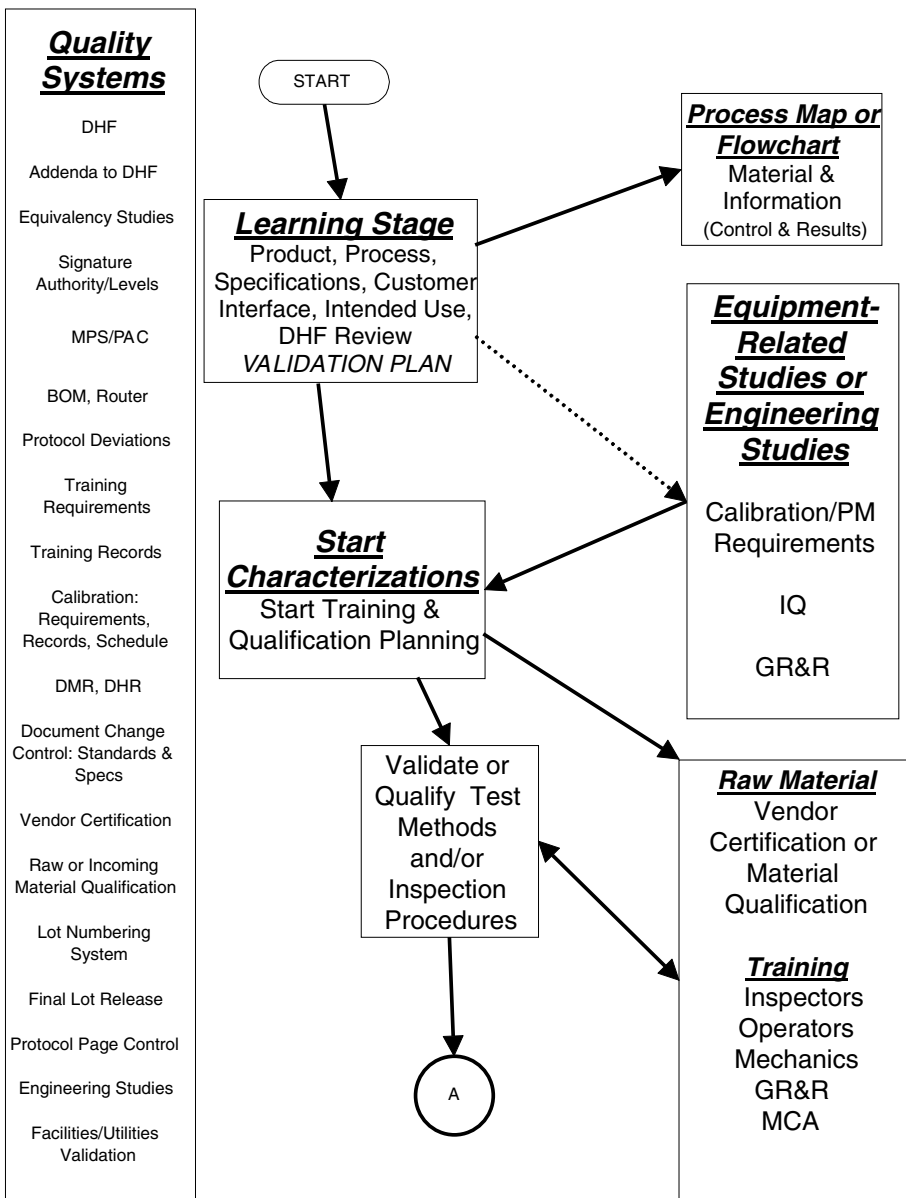 Quality
Systems
DHF
Addenda to DHF
Equivalency Studies
Signature
Authority/Levels
MPS/PAC
BOM, Router
Protocol Deviations
Training
Requirements
Training Records
Calibration:
Requirements,
Records, Schedule
DMR, DHR
Document Change
Control: Standards &
Specs
Vendor Certification
Raw or Incoming
Material Qualification
Lot Numbering
System
Final Lot Release
Protocol Page Control
Engineering Studies
Facilities/Utilities
Validation
START
Learning Stage
Product, Process,
Specifications, Customer
Interface, Intended Use,
DHF Review
VALIDATION PLAN
Process Map or
Flowchart
Material &
Information
(Control & Results)
Equipment-
Related
Studies or
Engineering
Studies
Calibration/PM
Requirements
IQ
GR&R
Start
Characterizations
Start Training &
Qualification Planning
Validate or
Qualify Test
Methods
and/or
Inspection
Procedures
Raw Material
Vendor
Certification or
Material
Qualification
Training
Inspectors
Operators
Mechanics
GR&R
MCA
A